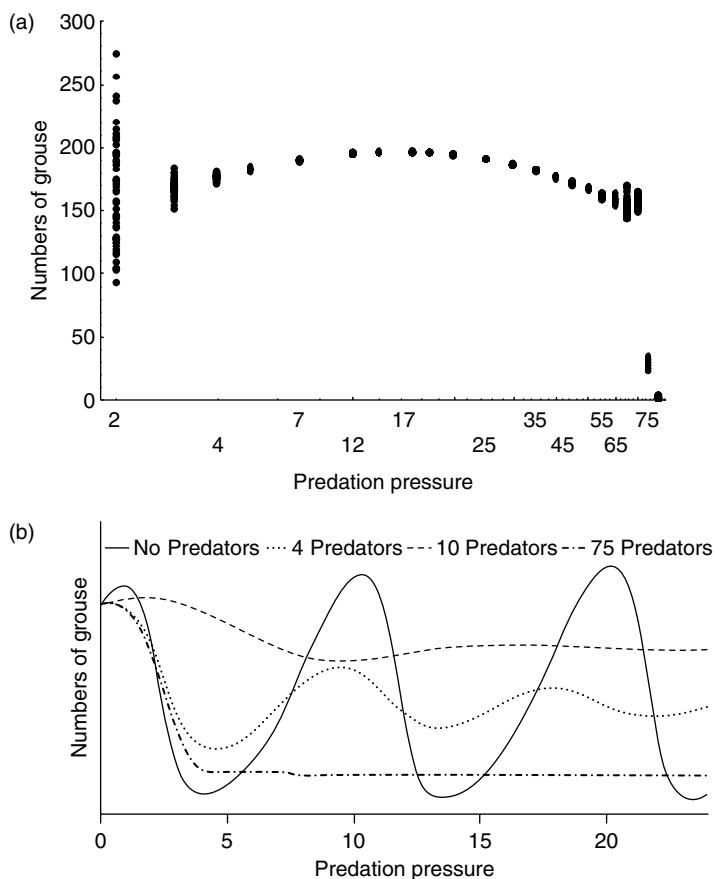 (a)
300
250
200
150
100
50
0
Numbers of grouse
2 7 17 35 55 75
4 12 25 45 65
Predation pressure
(b)
No Predators 4 Predators 10 Predators 75 Predators
Numbers of grouse
0 5 10 15 20
Predation pressure